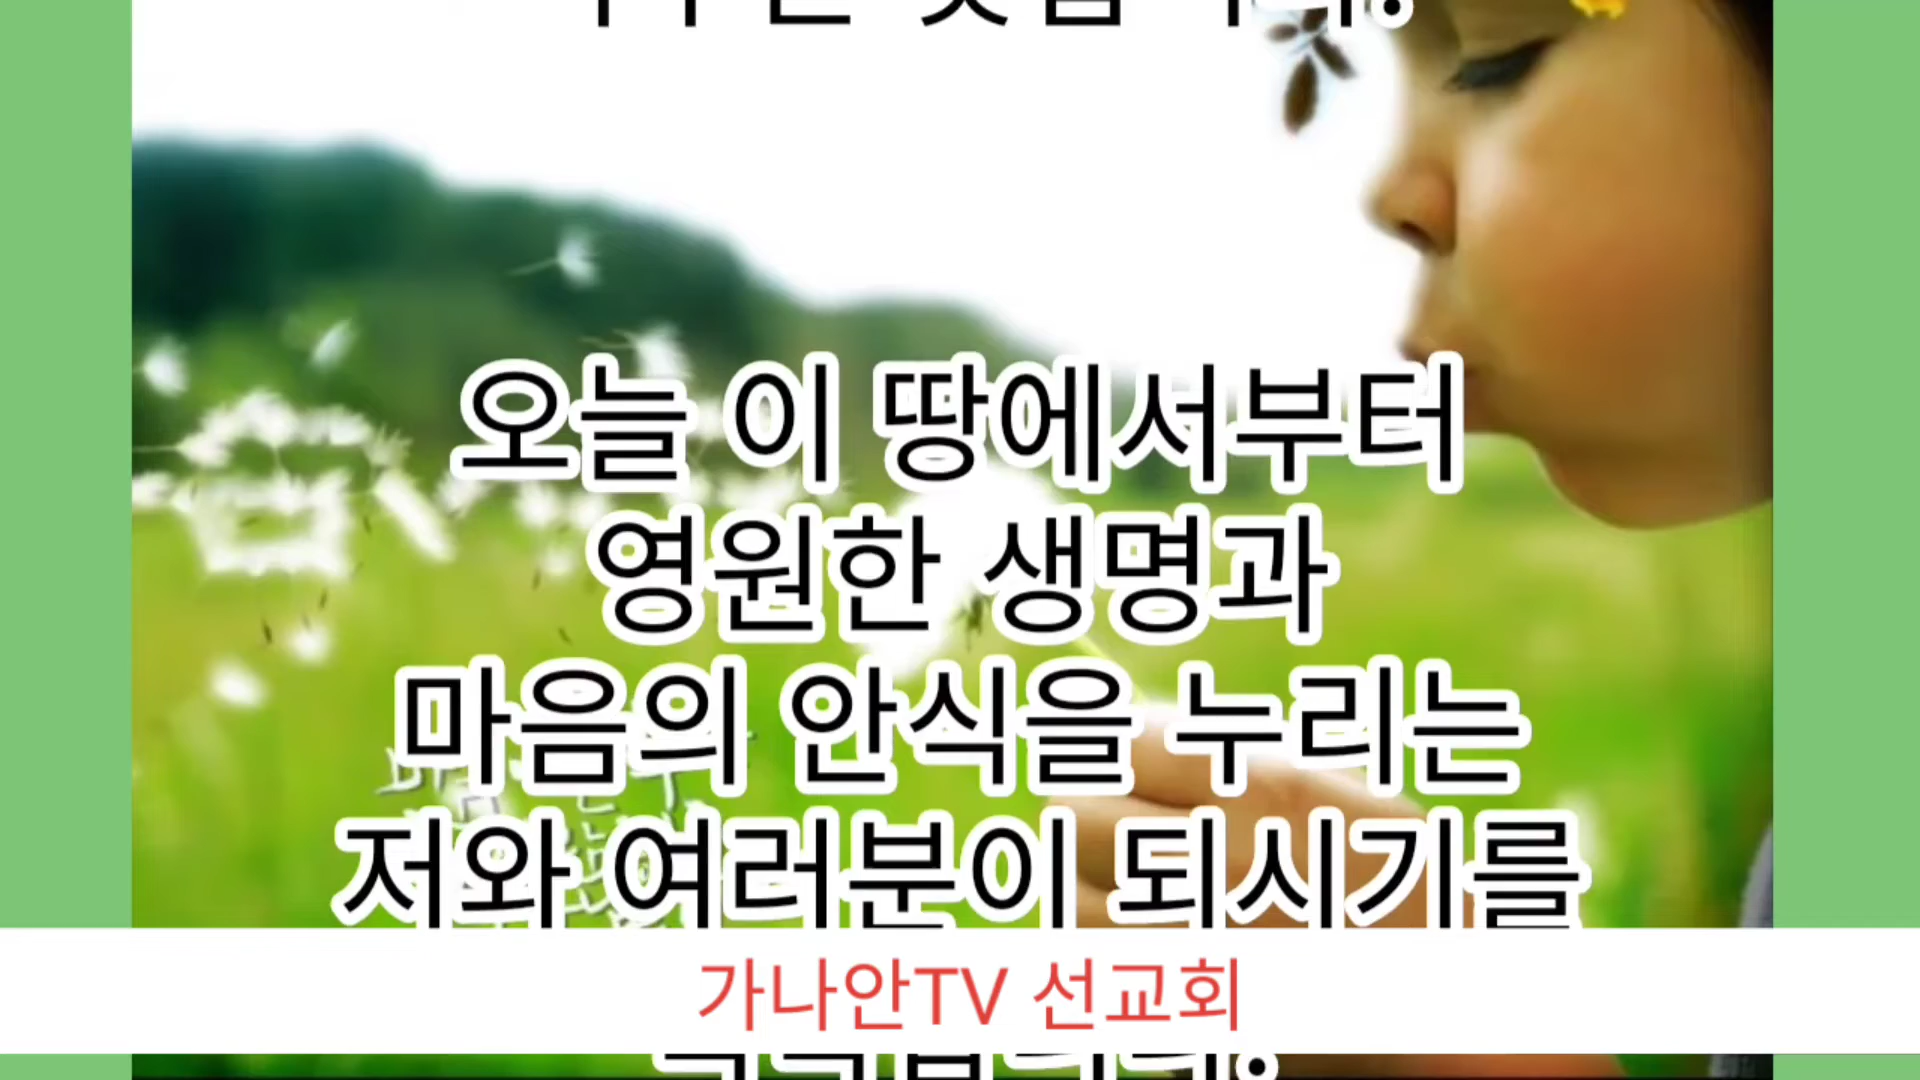 오늘 이 땅에서부터
영원한 생명과
마음의 안식을 누리는
저와 여러분이 되시기를
가나안TV 선교회